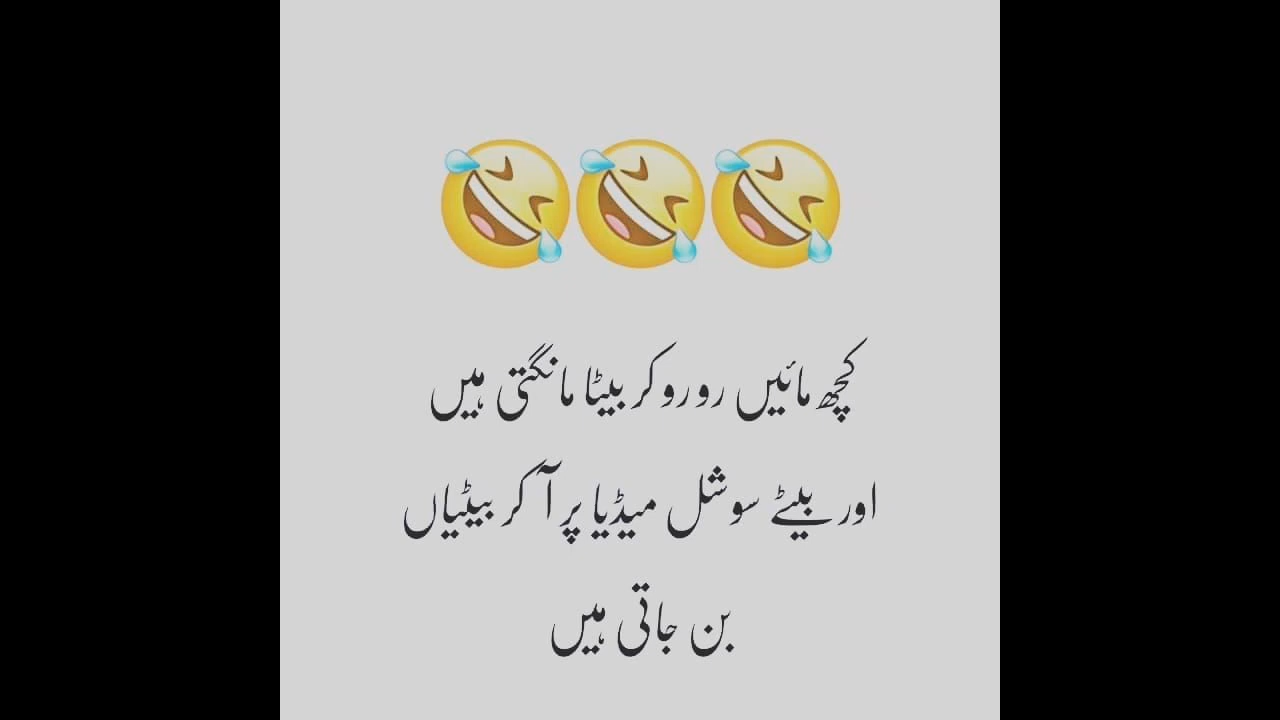 🤣🤣🤣
کچھ مائیں رو رو کر بیٹا مانگتی ہیں
اور بیٹے سوشل میڈیا پر آ کر بیٹیاں
بن جاتی ہیں